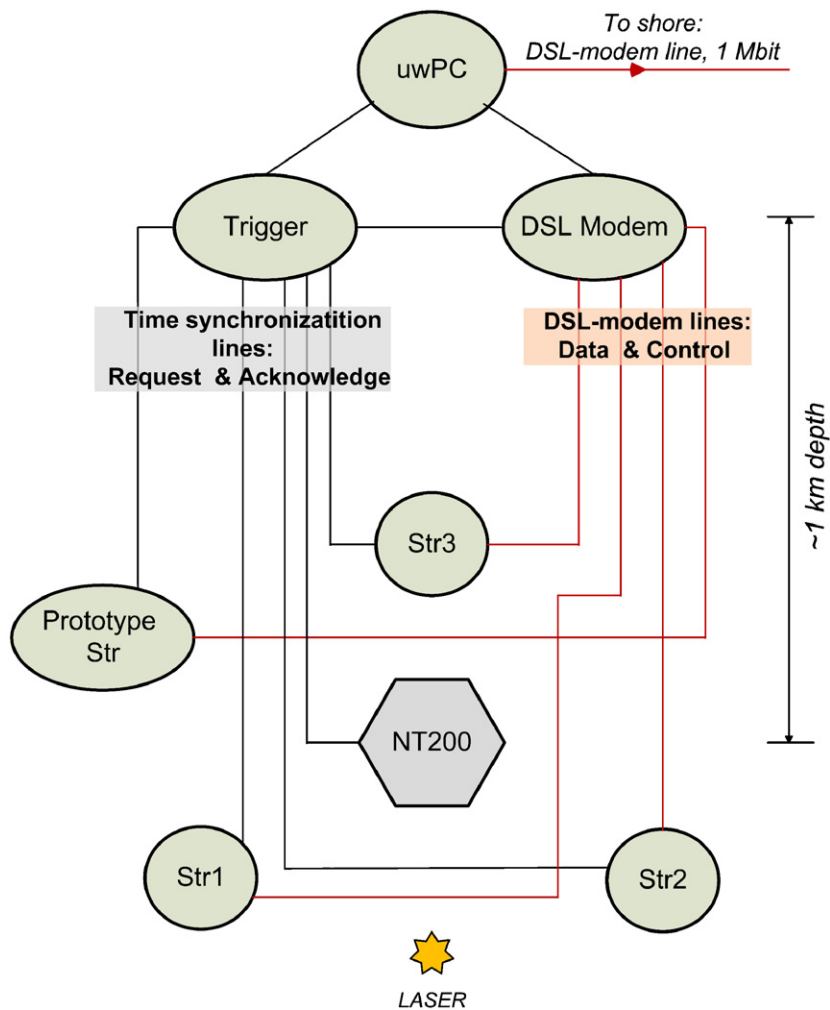 To shore:
DSL-modem line, 1 Mbit
uwPC
Trigger
DSL Modem
Time synchronizatition
lines:
Request & Acknowledge
DSL-modem lines:
Data & Control
~1 km depth
Str3
Prototype
Str
NT200
Str1
Str2
LASER